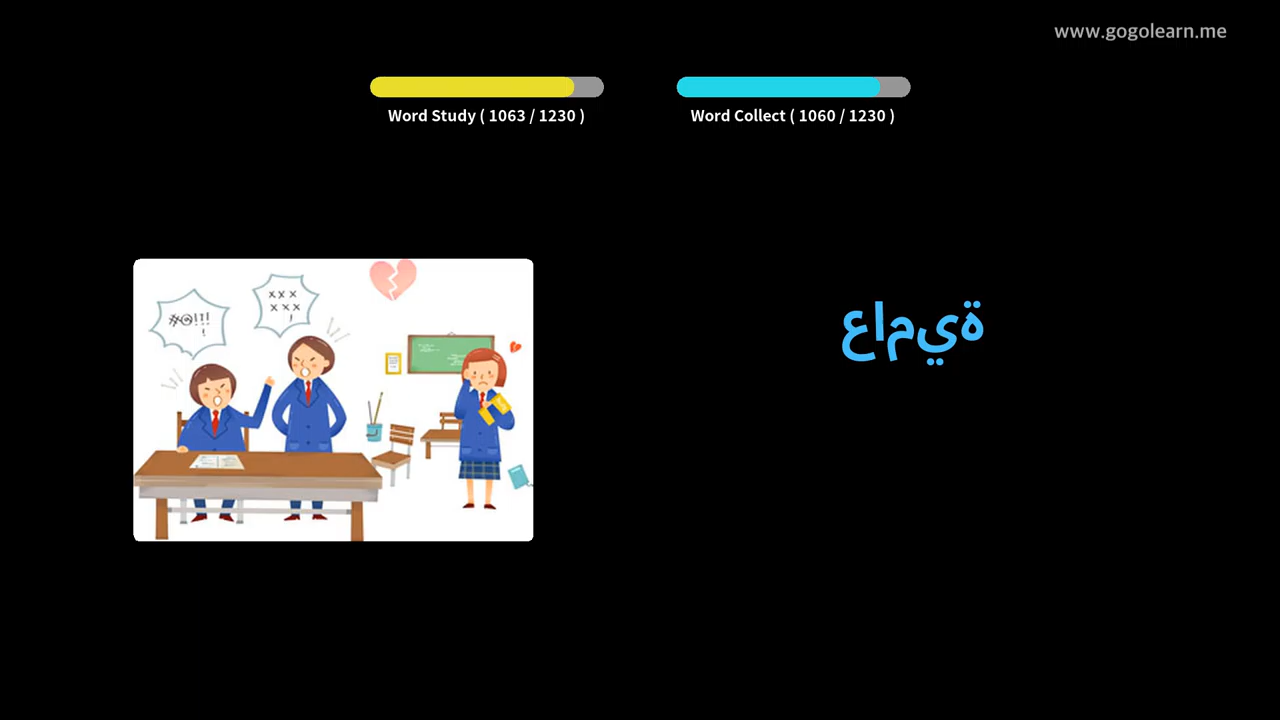 www.gogolearn.me
Word Study ( 1063 / 1230 )
Word Collect ( 1060 / 1230 )
x x x
x x x
!
عامية